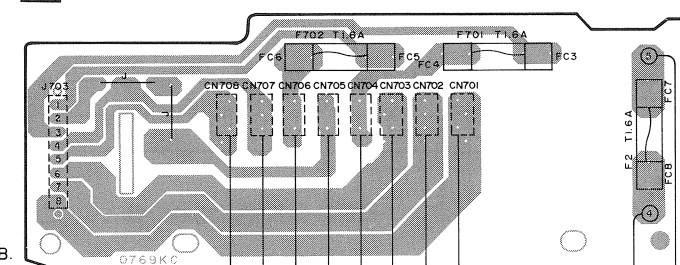 F702 T1.6A
F701 T1.6A
FC6
FC5
FC4
FC3
5
J
J703
CN708 CN707 CN706 CN705 CN704 CN703 CN702 CN701
FC7
1
2
3
4
5
6
7
8
J
F2 T1.6A
FC8
4
B.
0769KC